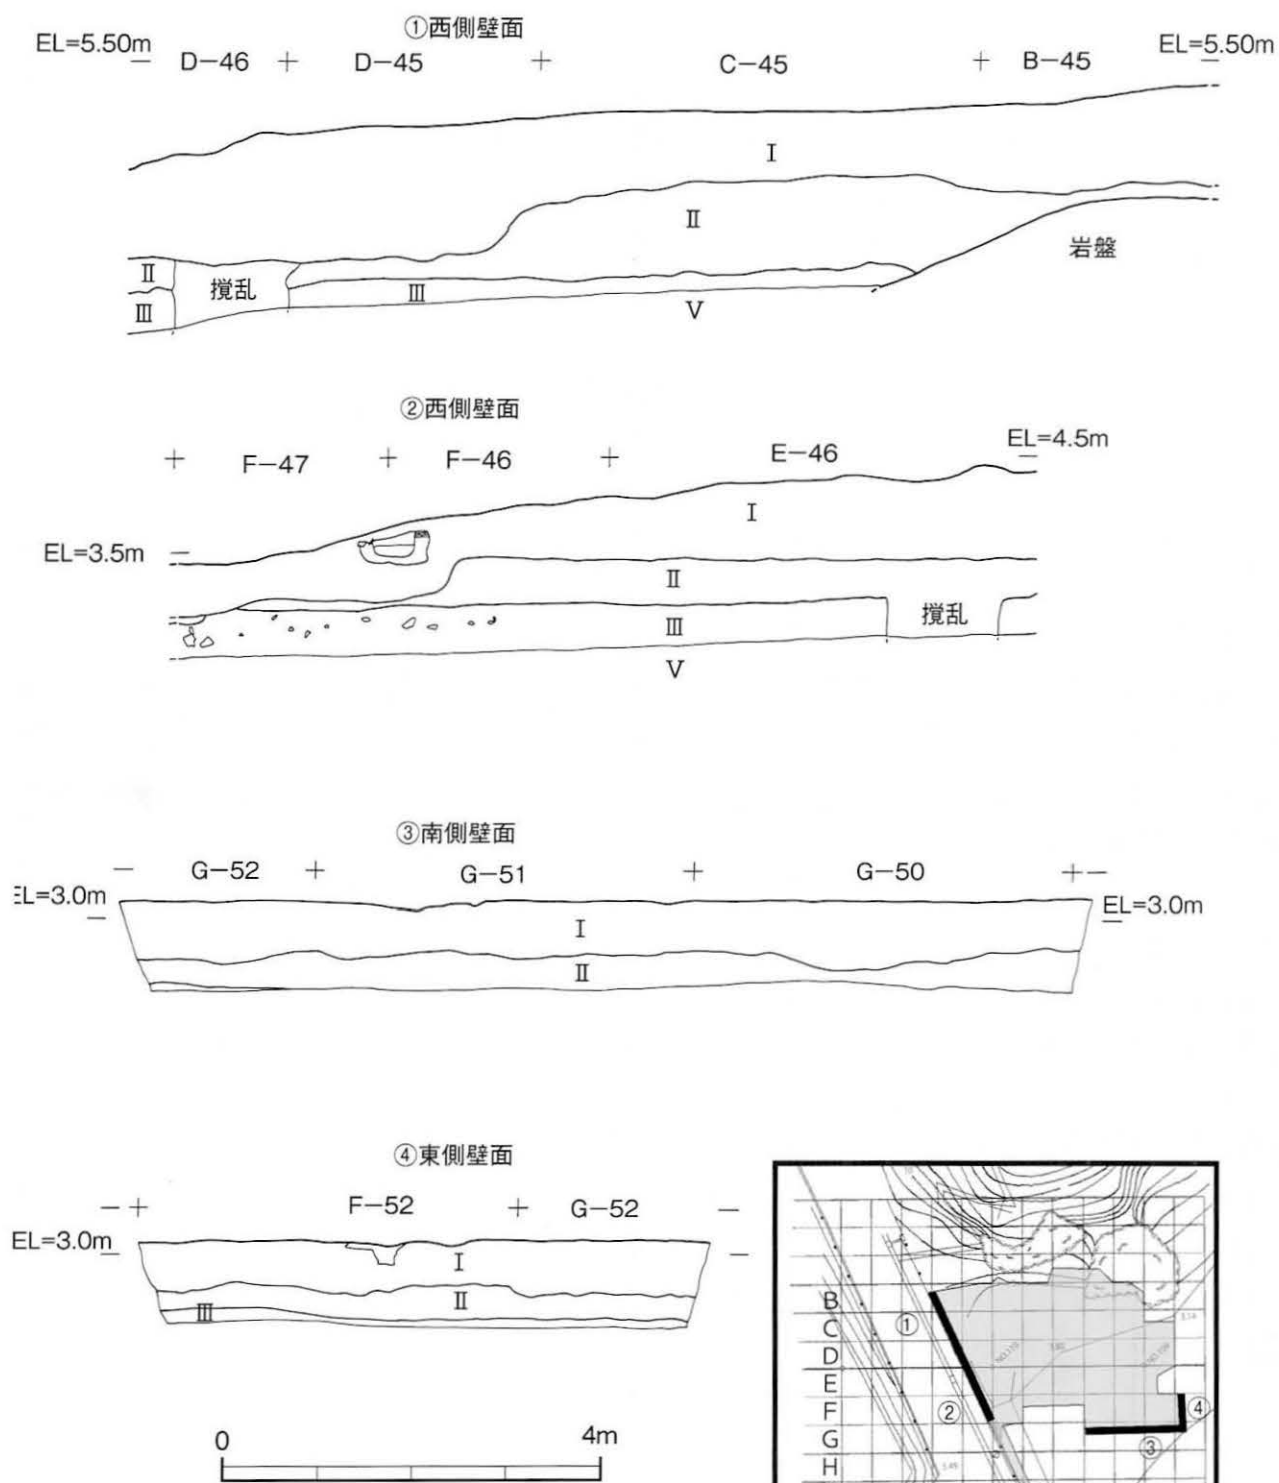 ①西側壁面
EL=5.50m D-46 D-45 C-45 B-45 EL=5.50m
I
II
岩盤
II 攪乱 III
III V
②西側壁面
F-47 F-46 E-46 EL=4.5m
I
EL=3.5m
II
攪乱
III
V
③南側壁面
G-52 G-51 G-50
EL=3.0m EL=3.0m
I
II
④東側壁面
F-52 G-52
EL=3.0m
I
II
III
0 4m
B
C ①
D
E
F ② ④
G ③
H